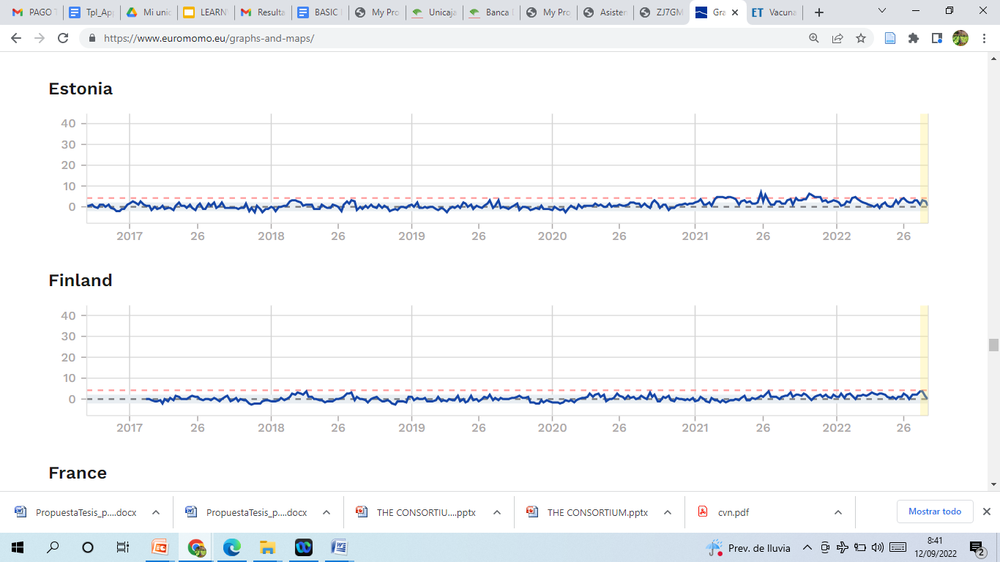 PAGO T
Tpl_App
Mi unic
LEARN
Resulta
BASIC
My Pro
Unicaja
Banca
My Pro
Asisten
ZJ7GM
Gra
ET Vacuna
https://www.euromomo.eu/graphs-and-maps/
Estonia
40
30
20
10
0
2017 26 2018 26 2019 26 2020 26 2021 26 2022 26
Finland
40
30
20
10
0
2017 26 2018 26 2019 26 2020 26 2021 26 2022 26
France
PropuestaTesis_p....docx
PropuestaTesis_p....docx
THE CONSORTIU....pptx
THE CONSORTIUM.pptx
cvn.pdf
Mostrar todo
Prev. de lluvia
8:41
12/09/2022
2